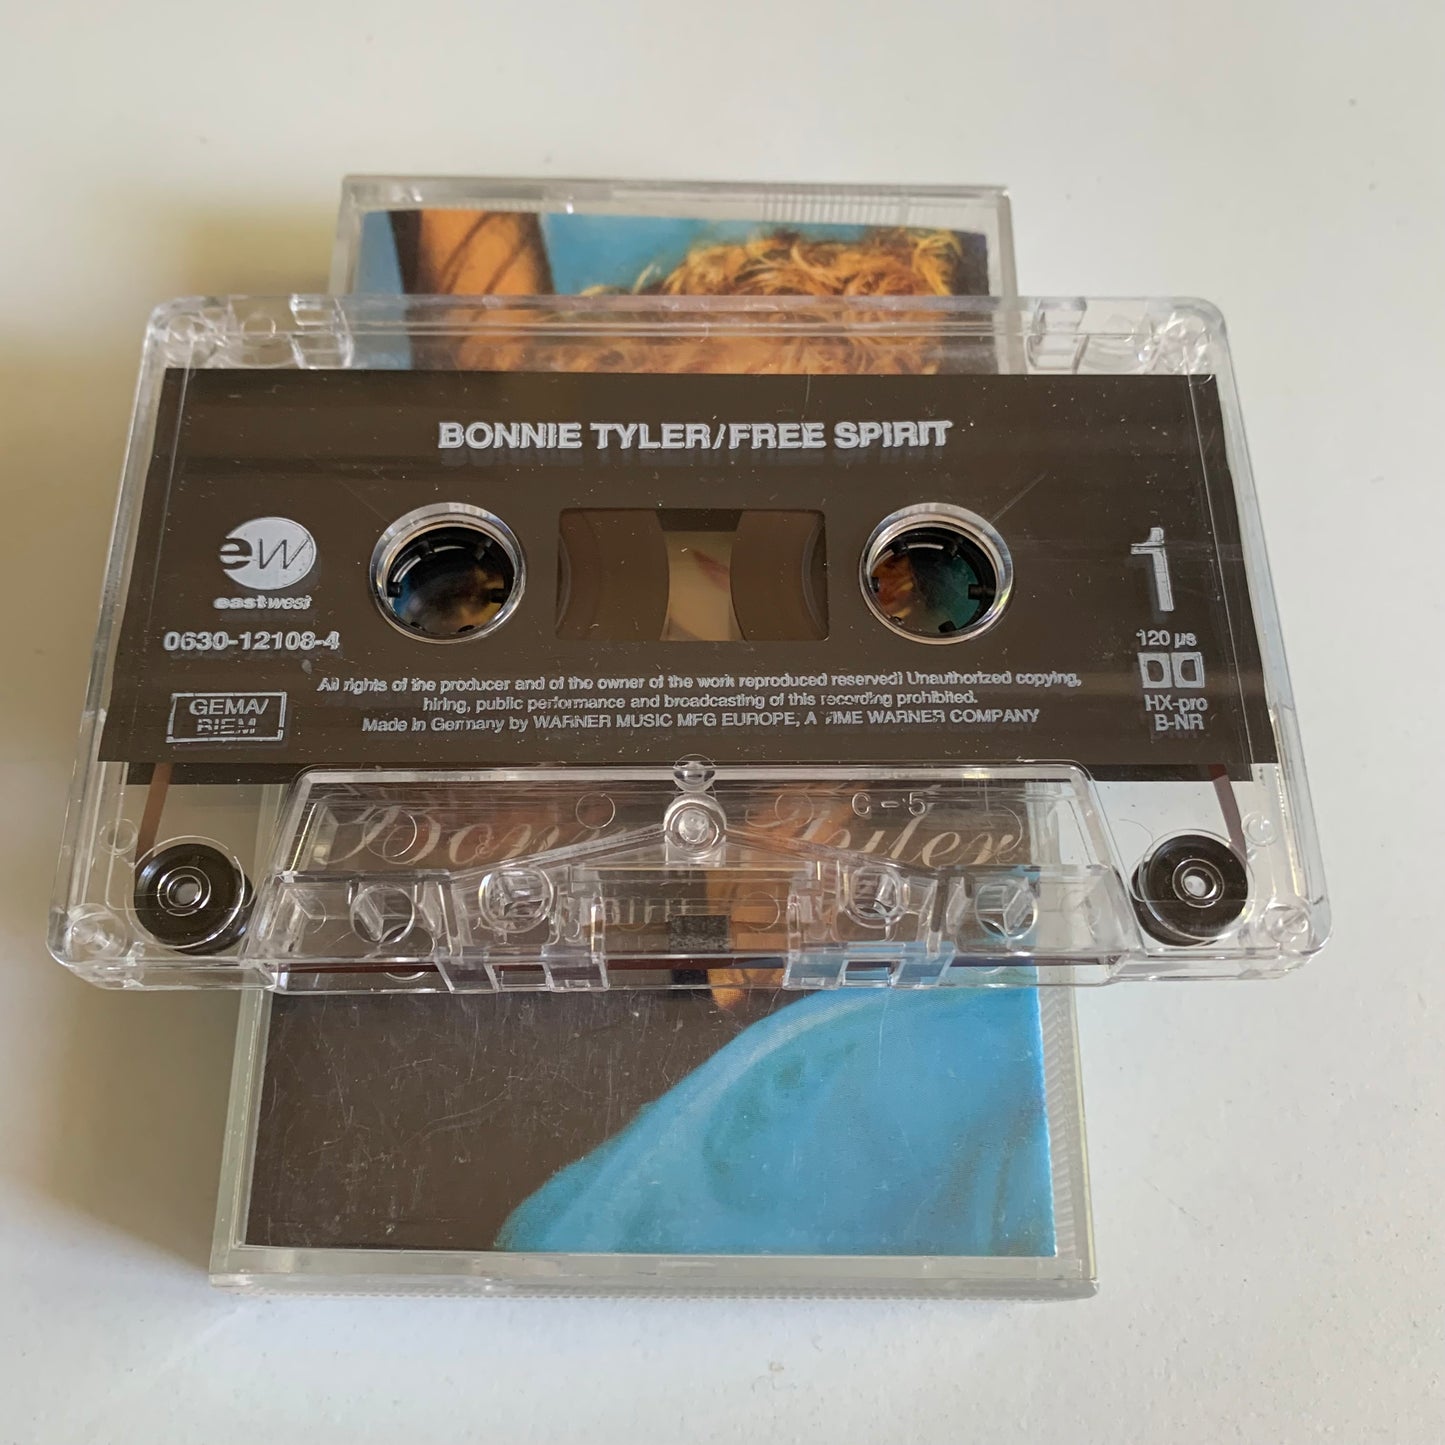 BONNIE TYLER/FREE SPIRIT
ew
eastwest
0630-12108-4
GEMA/
BIEM
1
120 µs
HX-pro
B-NR
All rights of the producer and of the owner of the work reproduced reserved! Unauthorized copying,
hiring, public performance and broadcasting of this recording prohibited.
Made in Germany by WARNER MUSIC MFG EUROPE, A TIME WARNER COMPANY
C-5
Bonnie Tyler